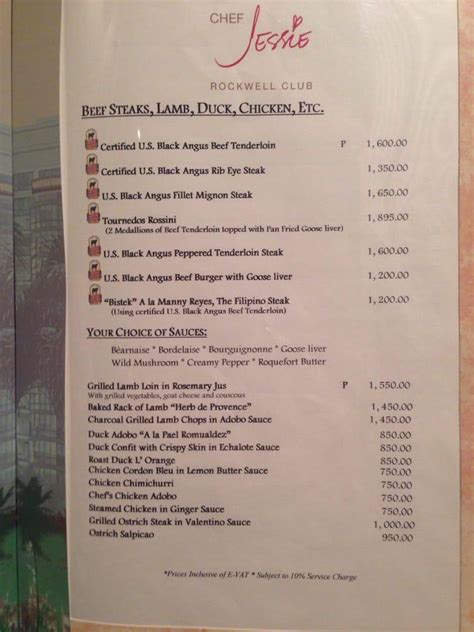 CHEF
Jessie
ROCKWELL CLUB
BEEF STEAKS, LAMB, DUCK, CHICKEN, ETC.
Certified U.S. Black Angus Beef Tenderloin P 1,600.00
Certified U.S. Black Angus Rib Eye Steak 1,350.00
U.S. Black Angus Fillet Mignon Steak 1,650.00
Tournedos Rossini 1,895.00
(2 Medallions of Beef Tenderloin topped with Pan Fried Goose liver)
U.S. Black Angus Peppered Tenderloin Steak 1,600.00
U.S. Black Angus Beef Burger with Goose liver 1,200.00
"Bistek" A la Manny Reyes, The Filipino Steak 1,200.00
(Using certified U.S. Black Angus Beef Tenderloin)
YOUR CHOICE OF SAUCES:
Béarnaise * Bordelaise * Bourguignonne * Goose liver
Wild Mushroom * Creamy Pepper * Roquefort Butter
Grilled Lamb Loin in Rosemary Jus P 1,550.00
With grilled vegetables, goat cheese and couscous
Baked Rack of Lamb "Herb de Provence" 1,450.00
Charcoal Grilled Lamb Chops in Adobo Sauce 1,450.00
Duck Adobo "A la Pael Romualdez" 850.00
Duck Confit with Crispy Skin in Echalote Sauce 850.00
Roast Duck L' Orange 850.00
Chicken Cordon Bleu in Lemon Butter Sauce 750.00
Chicken Chimichurri 750.00
Chef's Chicken Adobo 750.00
Steamed Chicken in Ginger Sauce 750.00
Grilled Ostrich Steak in Valentino Sauce 1,000.00
Ostrich Salpicao 950.00
*Prices Inclusive of E-VAT * Subject to 10% Service Charge